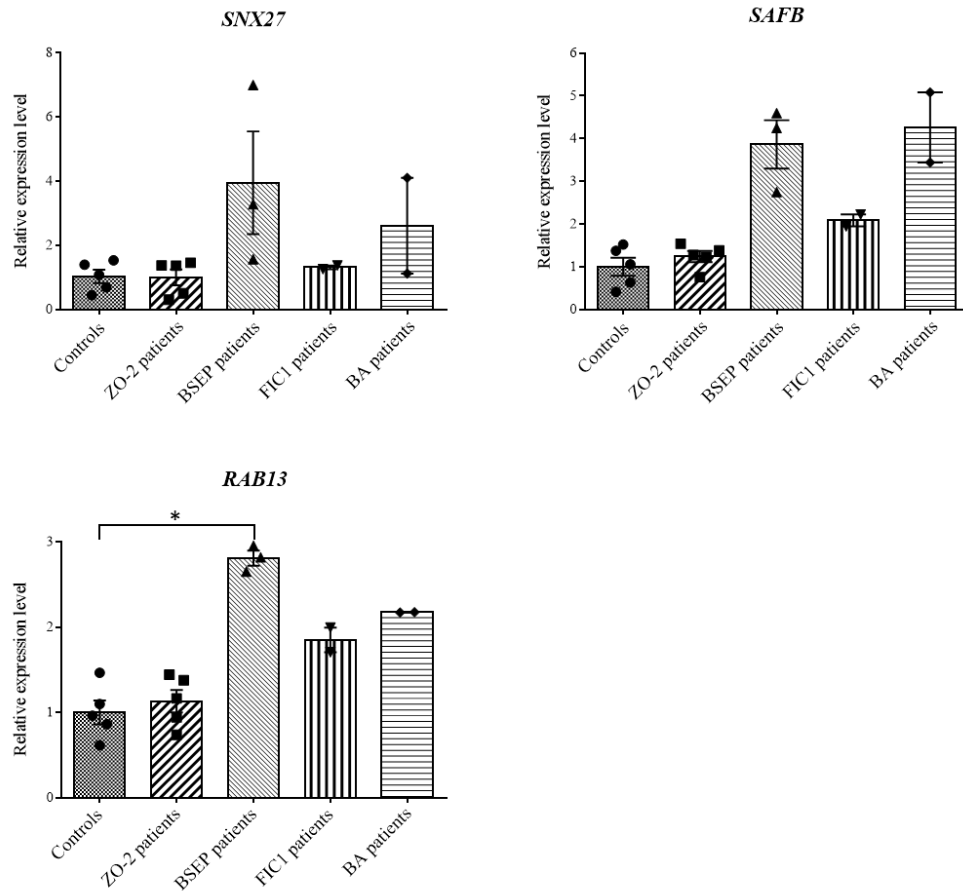 SNX27
Relative expression level
8
6
4
2
0
Controls
ZO-2 patients
BSEP patients
FIC1 patients
BA patients
SAFB
Relative expression level
6
5
4
3
2
1
0
Controls
ZO-2 patients
BSEP patients
FIC1 patients
BA patients
RAB13
*
Relative expression level
3
2
1
0
Controls
ZO-2 patients
BSEP patients
FIC1 patients
BA patients